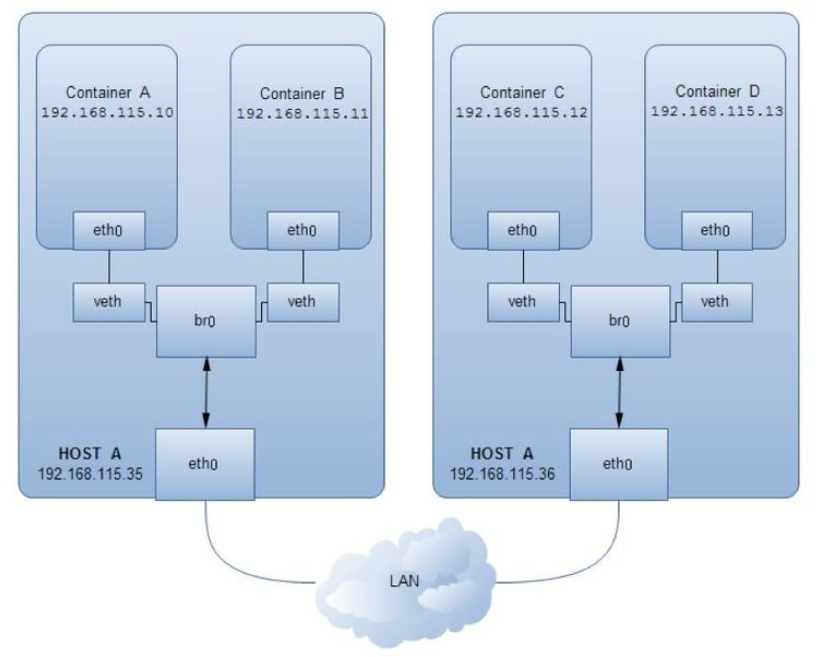 Container A
192.168.115.10
Container B
192.168.115.11
eth0
eth0
veth
br0
veth
HOST A
192.168.115.35
eth0
Container C
192.168.115.12
Container D
192.168.115.13
eth0
eth0
veth
br0
veth
HOST A
192.168.115.36
eth0
LAN